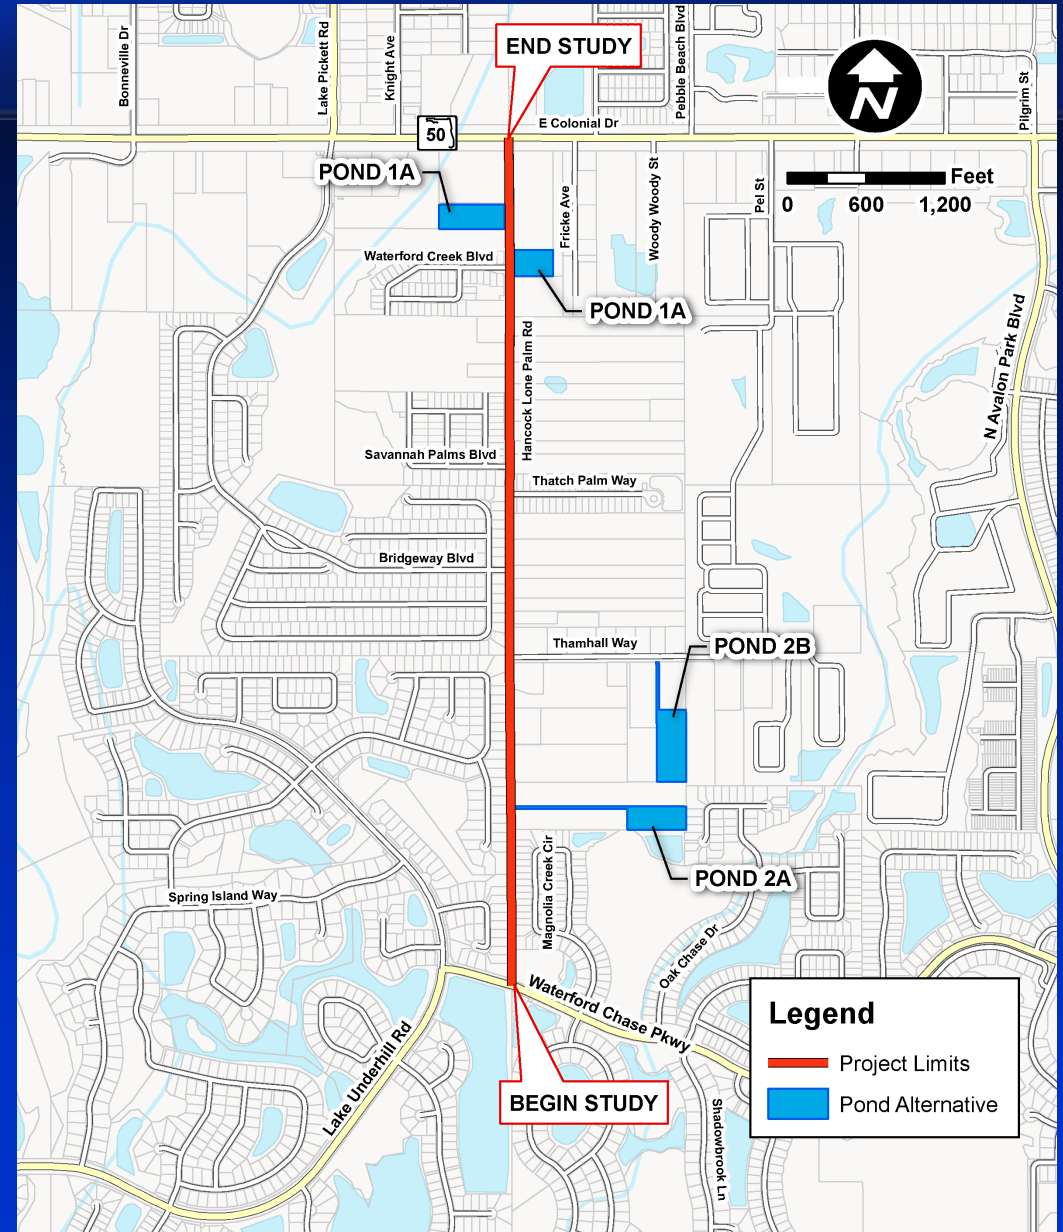 END STUDY
Bonneville Dr
Lake Pickett Rd
Knight Ave
Pebble Beach Blvd
Pilgrim St
N
50
E Colonial Dr
POND 1A
Feet
0 600 1,200
Fricke Ave
Woody Woody St
Pel St
Waterford Creek Blvd
POND 1A
Hancock Lone Palm Rd
N Avalon Park Blvd
Savannah Palms Blvd
Thatch Palm Way
Bridgeway Blvd
Thamhall Way
POND 2B
POND 2A
Magnolia Creek Cir
Spring Island Way
Oak Chase Dr
Waterford Chase Pkwy
Lake Underhill Rd
BEGIN STUDY
Shadowbrook Ln
Legend
Project Limits
Pond Alternative